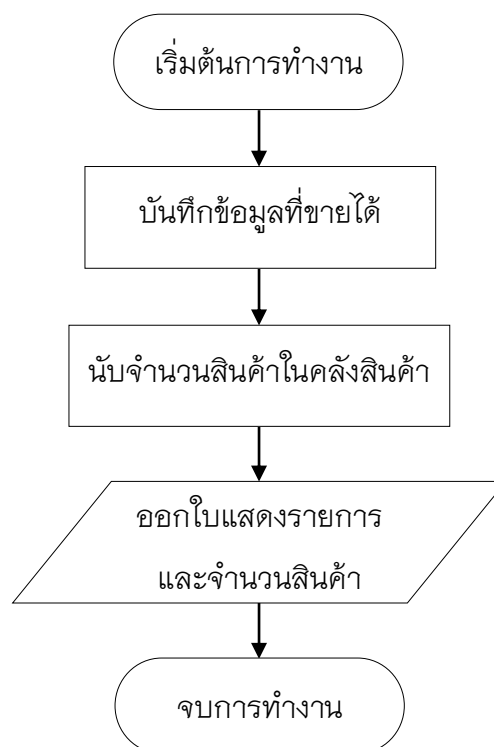 เริ่มต้นการทำงาน
บันทึกข้อมูลที่ขายได้
นับจำนวนสินค้าในคลังสินค้า
ออกใบแสดงรายการ
และจำนวนสินค้า
จบการทำงาน